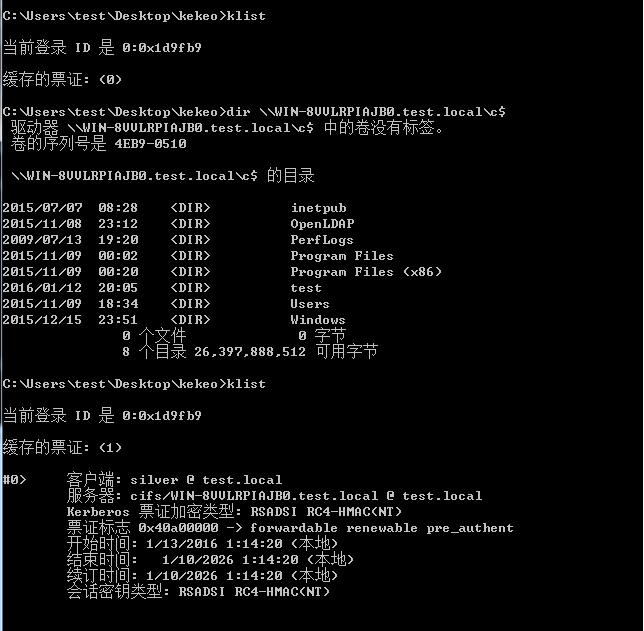 C:\Users\test\Desktop\kekeo>klist
当前登录 ID 是 0:0x1d9fb9
缓存的票证: (0)
C:\Users\test\Desktop\kekeo>dir \\WIN-8VVLRPIAJB0.test.local\c$
驱动器 \\WIN-8VVLRPIAJB0.test.local\c$ 中的卷没有标签。
卷的序列号是 4EB9-0510
\\WIN-8VVLRPIAJB0.test.local\c$ 的目录
2015/07/07  08:28    <DIR>          inetpub
2015/11/08  23:12    <DIR>          OpenLDAP
2009/07/13  19:20    <DIR>          PerfLogs
2015/11/09  00:02    <DIR>          Program Files
2015/11/09  00:20    <DIR>          Program Files (x86)
2016/01/12  20:05    <DIR>          test
2015/11/09  18:34    <DIR>          Users
2015/12/15  23:51    <DIR>          Windows
0 个文件              0 字节
8 个目录 26,397,888,512 可用字节
C:\Users\test\Desktop\kekeo>klist
当前登录 ID 是 0:0x1d9fb9
缓存的票证: (1)
#0>     客户端: silver @ test.local
服务器: cifs/WIN-8VVLRPIAJB0.test.local @ test.local
Kerberos 票证加密类型: RSADSI RC4-HMAC(NT)
票证标志 0x40a00000 -> forwardable renewable pre_authent
开始时间: 1/13/2016 1:14:20 (本地)
结束时间:   1/10/2026 1:14:20 (本地)
续订时间: 1/10/2026 1:14:20 (本地)
会话密钥类型: RSADSI RC4-HMAC(NT)